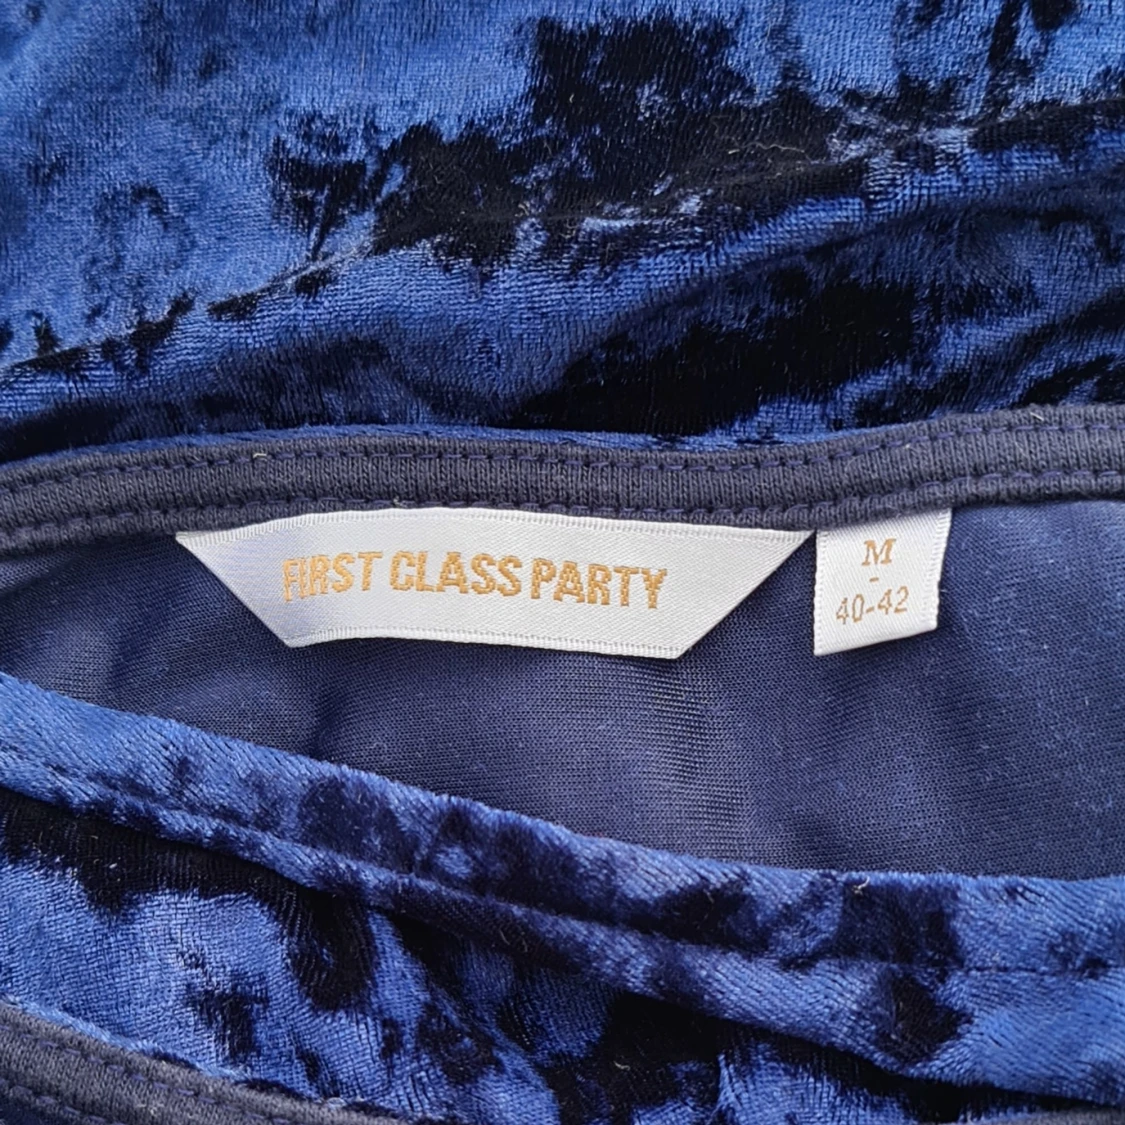 FIRST CLASS PARTY
M
-
40-42